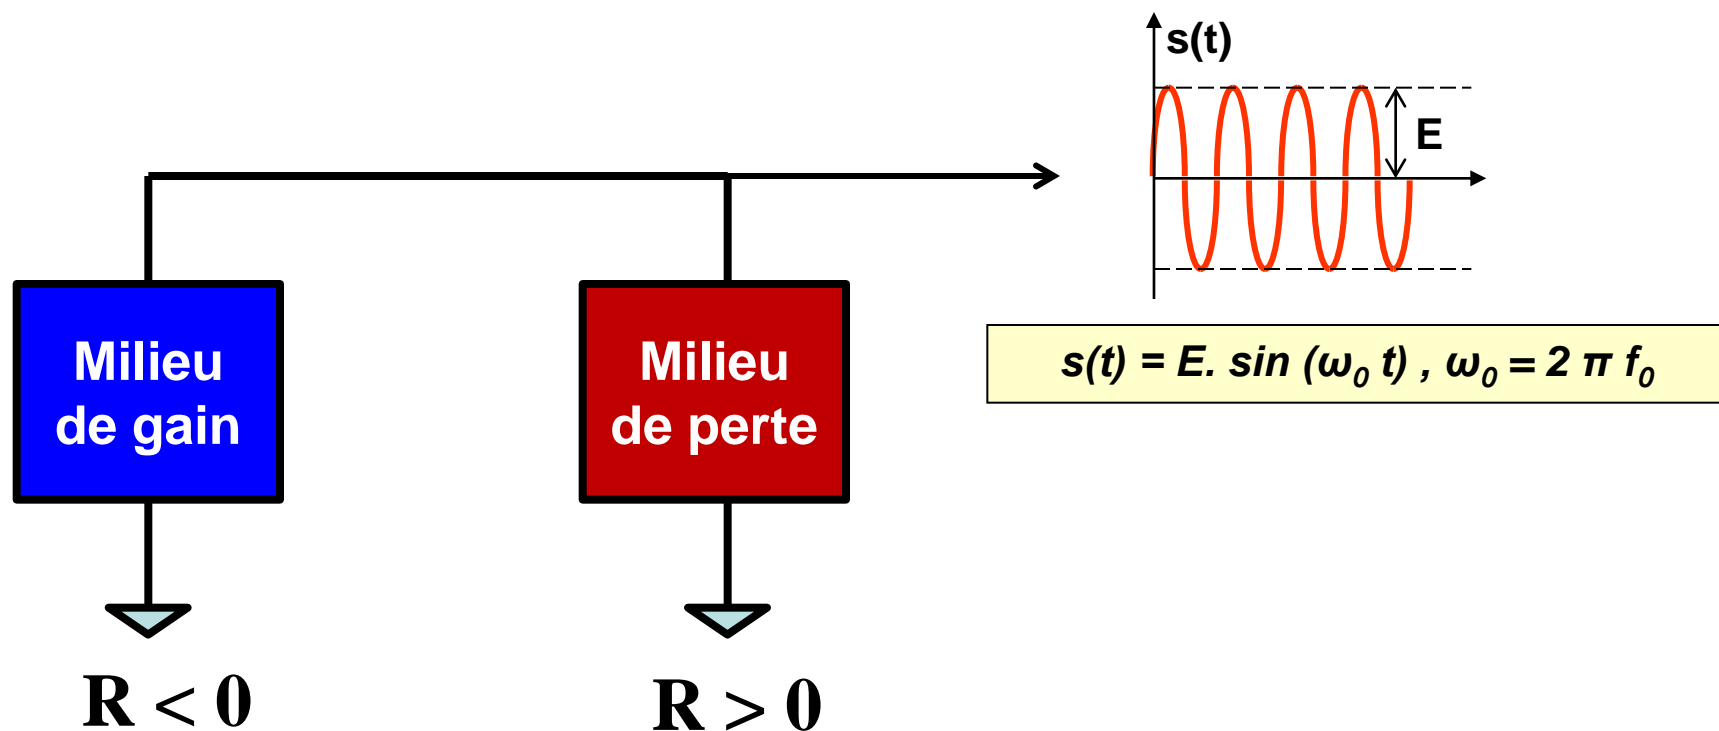 s(t)
E
Milieu
de gain
Milieu
de perte
s(t) = E. sin (ω₀ t) , ω₀ = 2 π f₀
R < 0
R > 0